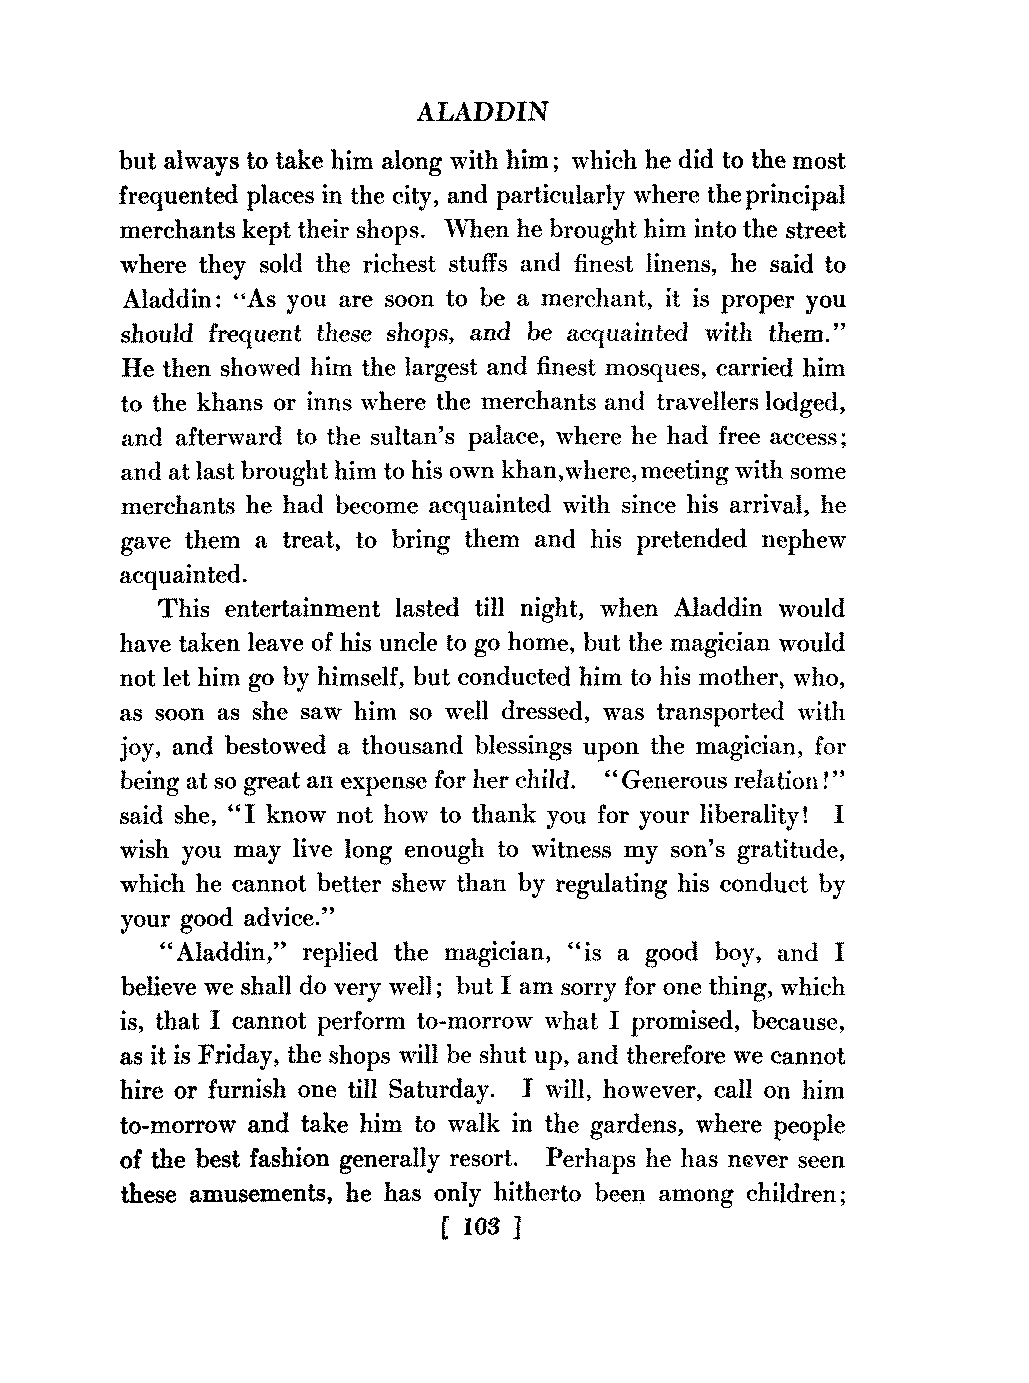 ALADDIN
but always to take him along with him; which he did to the most
frequented places in the city, and particularly where the principal
merchants kept their shops. When he brought him into the street
where they sold the richest stuffs and finest linens, he said to
Aladdin: “As you are soon to be a merchant, it is proper you
should frequent these shops, and be acquainted with them.”
He then showed him the largest and finest mosques, carried him
to the khans or inns where the merchants and travellers lodged,
and afterward to the sultan’s palace, where he had free access;
and at last brought him to his own khan, where, meeting with some
merchants he had become acquainted with since his arrival, he
gave them a treat, to bring them and his pretended nephew
acquainted.
This entertainment lasted till night, when Aladdin would
have taken leave of his uncle to go home, but the magician would
not let him go by himself, but conducted him to his mother, who,
as soon as she saw him so well dressed, was transported with
joy, and bestowed a thousand blessings upon the magician, for
being at so great an expense for her child. “Generous relation!”
said she, “I know not how to thank you for your liberality! I
wish you may live long enough to witness my son’s gratitude,
which he cannot better shew than by regulating his conduct by
your good advice.”
“Aladdin,” replied the magician, “is a good boy, and I
believe we shall do very well; but I am sorry for one thing, which
is, that I cannot perform to-morrow what I promised, because,
as it is Friday, the shops will be shut up, and therefore we cannot
hire or furnish one till Saturday. I will, however, call on him
to-morrow and take him to walk in the gardens, where people
of the best fashion generally resort. Perhaps he has never seen
these amusements, he has only hitherto been among children;
[ 103 ]